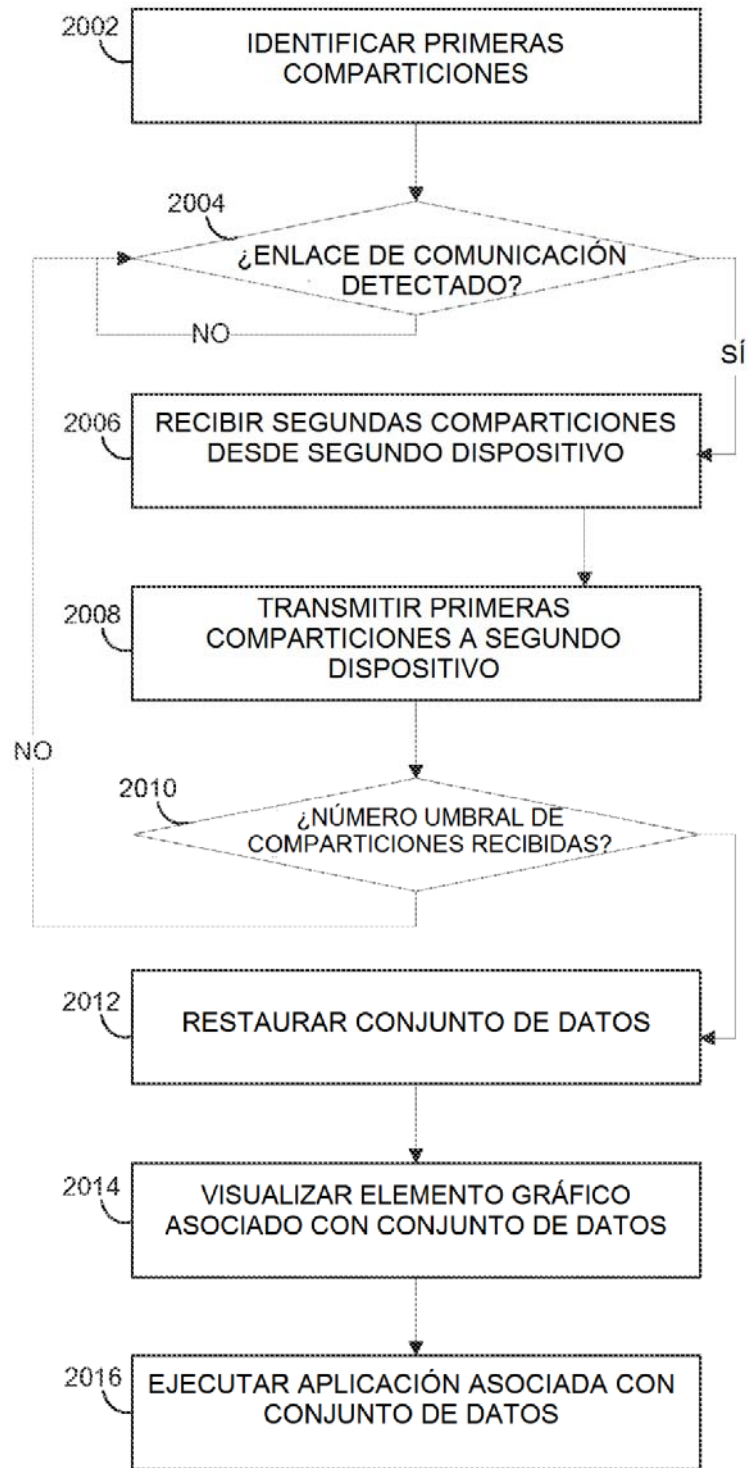 2002
IDENTIFICAR PRIMERAS
COMPARTICIONES
2004
¿ENLACE DE COMUNICACIÓN
DETECTADO?
NO
SÍ
2006
RECIBIR SEGUNDAS COMPARTICIONES
DESDE SEGUNDO DISPOSITIVO
2008
TRANSMITIR PRIMERAS
COMPARTICIONES A SEGUNDO
DISPOSITIVO
NO
2010
¿NÚMERO UMBRAL DE
COMPARTICIONES RECIBIDAS?
2012
RESTAURAR CONJUNTO DE DATOS
2014
VISUALIZAR ELEMENTO GRÁFICO
ASOCIADO CON CONJUNTO DE DATOS
2016
EJECUTAR APLICACIÓN ASOCIADA CON
CONJUNTO DE DATOS